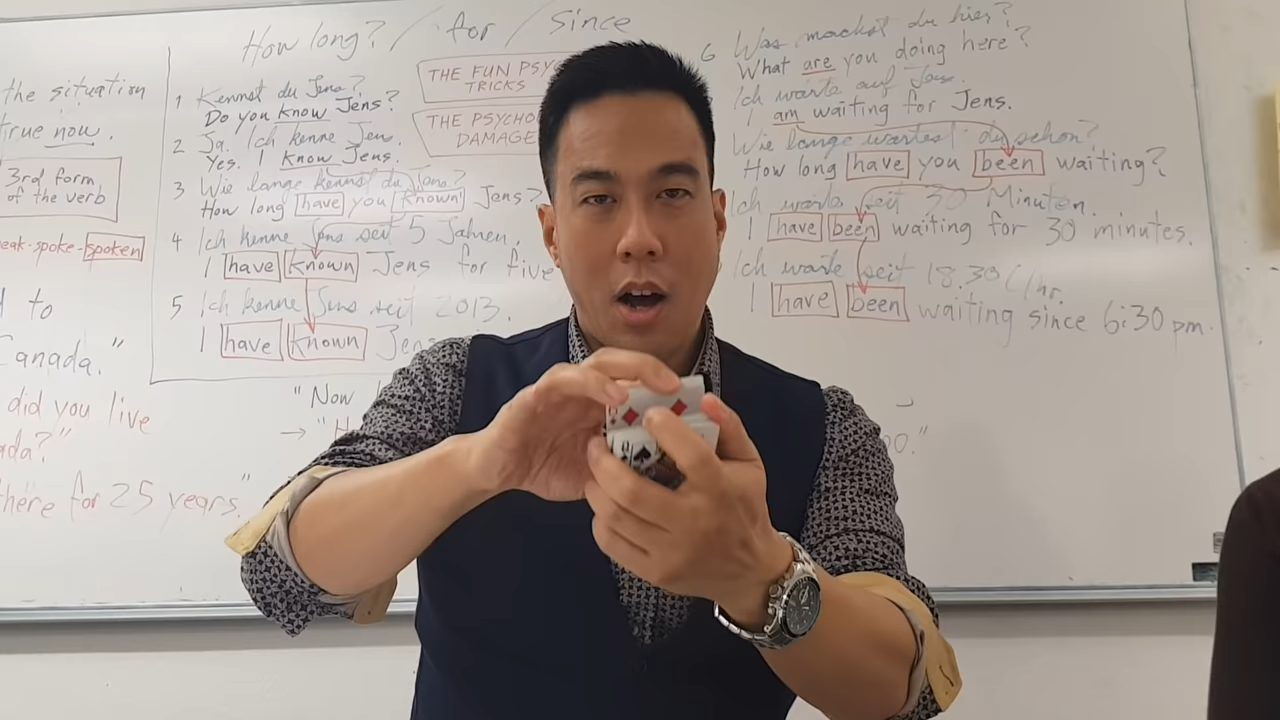 How long? / for / since
the situation
true now.
3rd form
of the verb
eak-spoke-spoken
d to
Canada."
did you live
ada?"
here for 25 years."
THE FUN PSYC
TRICKS
THE PSYCHO
DAMAGE
1 Kennst du Jens?
Do you know Jens?
2 Ja. Ich kenne Jens.
Yes. I know Jens.
3 Wie lange kennst du Jens?
How long have you known Jens?
4 Ich kenne Jens seit 5 Jahren.
I have known Jens for five
5 Ich kenne Jens seit 2013.
I have known Jens
"Now
→ "H
6 Was machst du hier?
What are you doing here?
Ich warte auf Jens.
I am waiting for Jens.
Wie lange wartest du schon?
How long have you been waiting?
Ich warte seit 30 Minuten.
I have been waiting for 30 minutes.
Ich warte seit 18.30 Uhr.
I have been waiting since 6:30 pm.